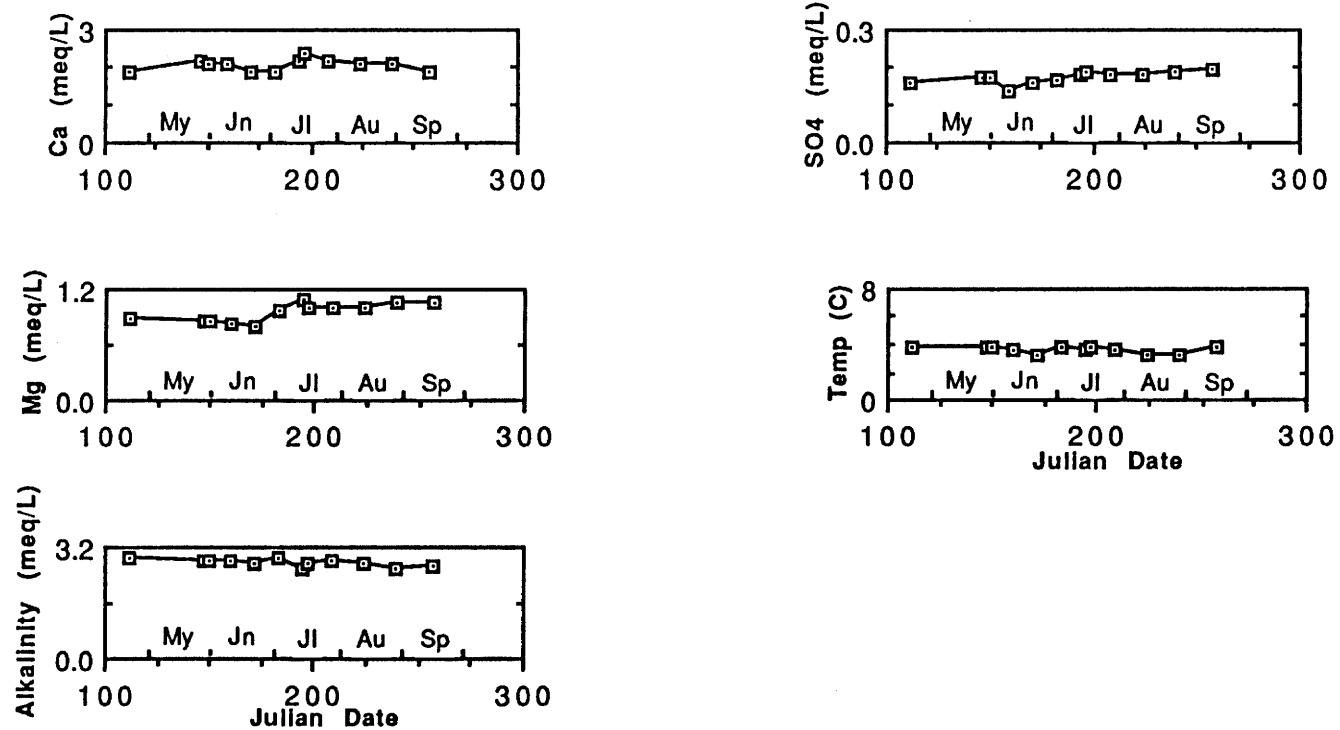 Ca (meq/L)
3
0
My Jn Jl Au Sp
100 200 300
SO4 (meq/L)
0.3
0.0
My Jn Jl Au Sp
100 200 300
Mg (meq/L)
1.2
0.0
My Jn Jl Au Sp
100 200 300
Temp (C)
8
4
0
My Jn Jl Au Sp
100 200 300
Julian Date
Alkalinity (meq/L)
3.2
0.0
My Jn Jl Au Sp
100 200 300
Julian Date